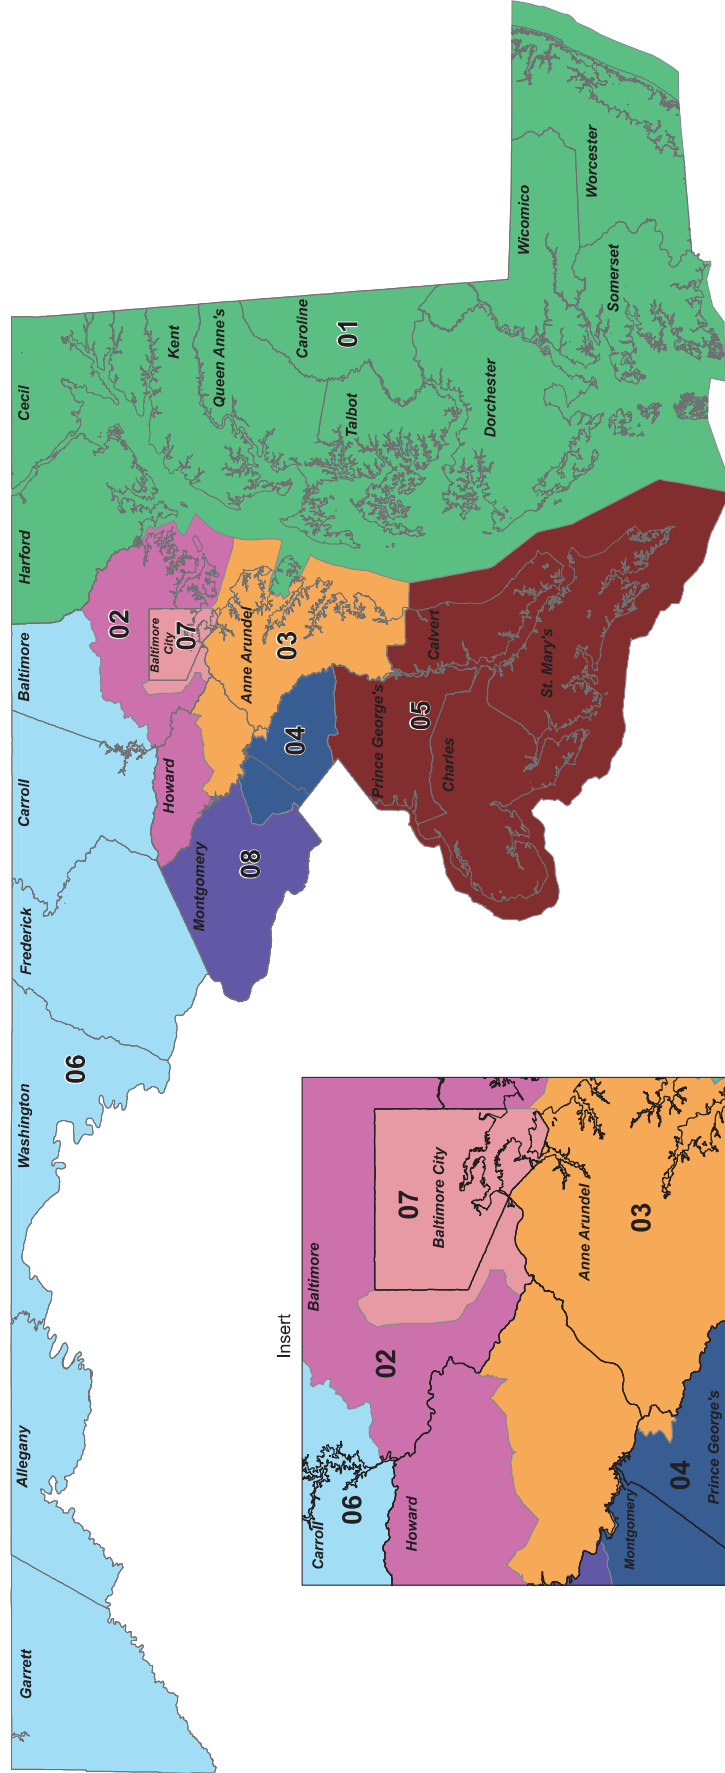 Garrett
Allegany
Washington
Frederick
Carroll
Baltimore
Harford
Cecil
06
Kent
Queen Anne's
Caroline
01
Talbot
Dorchester
Wicomico
Worcester
Somerset
02
Baltimore
City
07
Howard
Anne Arundel
03
Montgomery
08
04
Prince George's
05
Calvert
Charles
St. Mary's
Insert
Carroll
06
Baltimore
02
07
Baltimore City
Howard
Anne Arundel
03
Montgomery
04
Prince George's